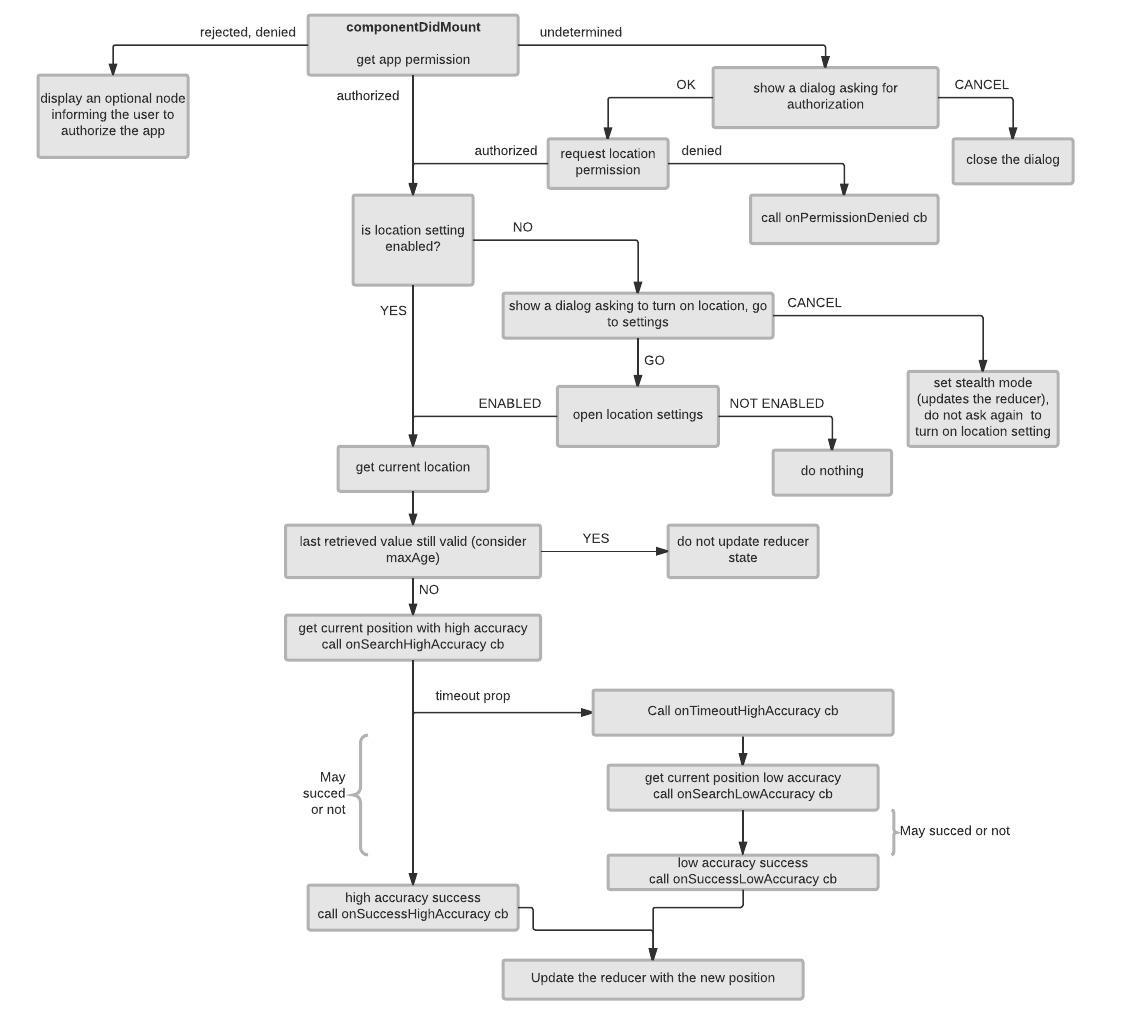 componentDidMount
get app permission
rejected, denied
undetermined
authorized
display an optional node
informing the user to
authorize the app
show a dialog asking for
authorization
OK
CANCEL
request location
permission
authorized
denied
close the dialog
call onPermissionDenied cb
is location setting
enabled?
NO
YES
show a dialog asking to turn on location, go
to settings
CANCEL
GO
set stealth mode
(updates the reducer),
do not ask again  to
turn on location setting
open location settings
ENABLED
NOT ENABLED
do nothing
get current location
last retrieved value still valid (consider
maxAge)
YES
do not update reducer
state
NO
get current position with high accuracy
call onSearchHighAccuracy cb
timeout prop
Call onTimeoutHighAccuracy cb
May
succed
or not
get current position low accuracy
call onSearchLowAccuracy cb
May succed or not
low accuracy success
call onSuccessLowAccuracy cb
high accuracy success
call onSuccessHighAccuracy cb
Update the reducer with the new position